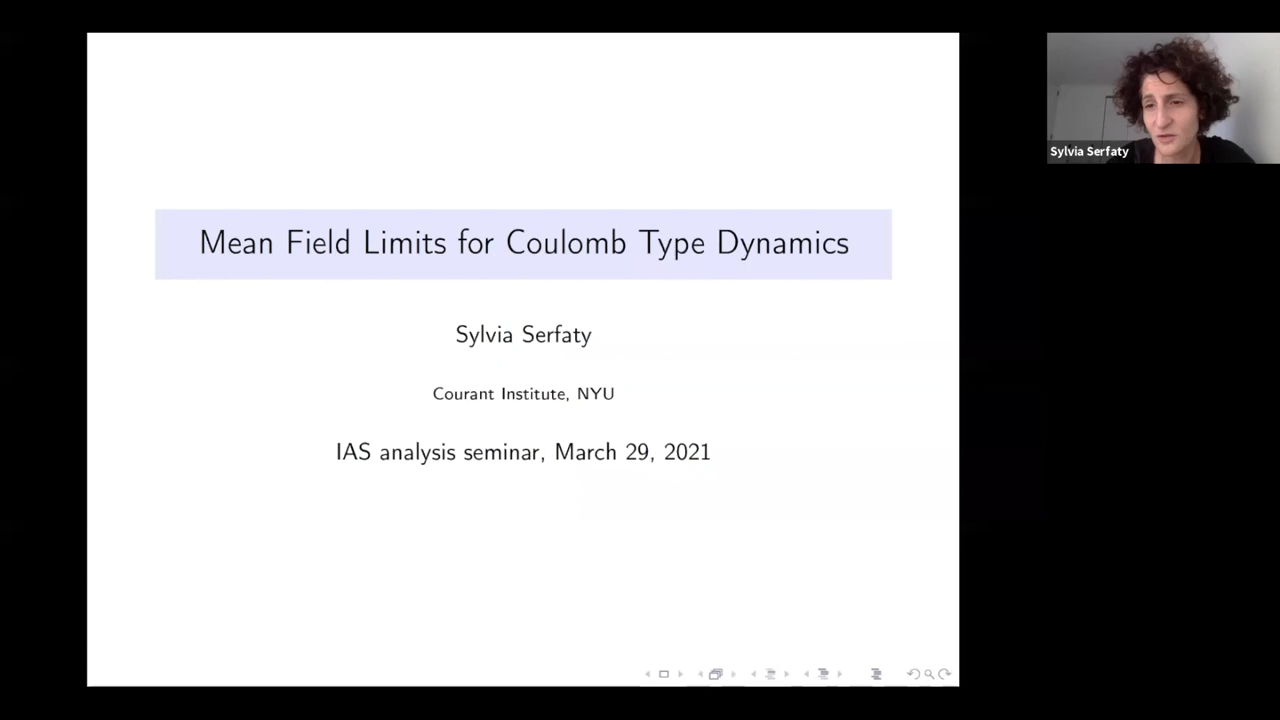 Mean Field Limits for Coulomb Type Dynamics
Sylvia Serfaty
Courant Institute, NYU
IAS analysis seminar, March 29, 2021
Sylvia Serfaty